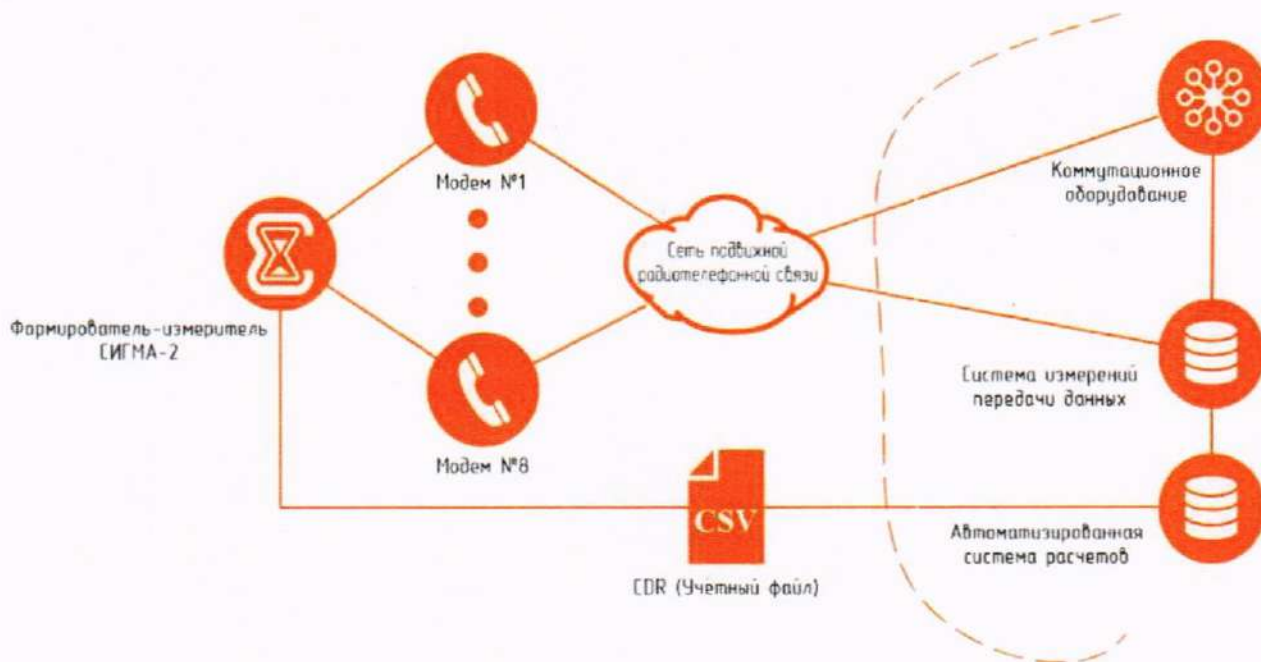 Модем №1
Коммутационное
оборудование
Сеть подвижной
радиотелефонной связи
Формирователь-измеритель
СИГМА-2
Система измерений
передачи данных
Модем №8
CSV
Автоматизированная
система расчетов
CDR (Учётный файл)